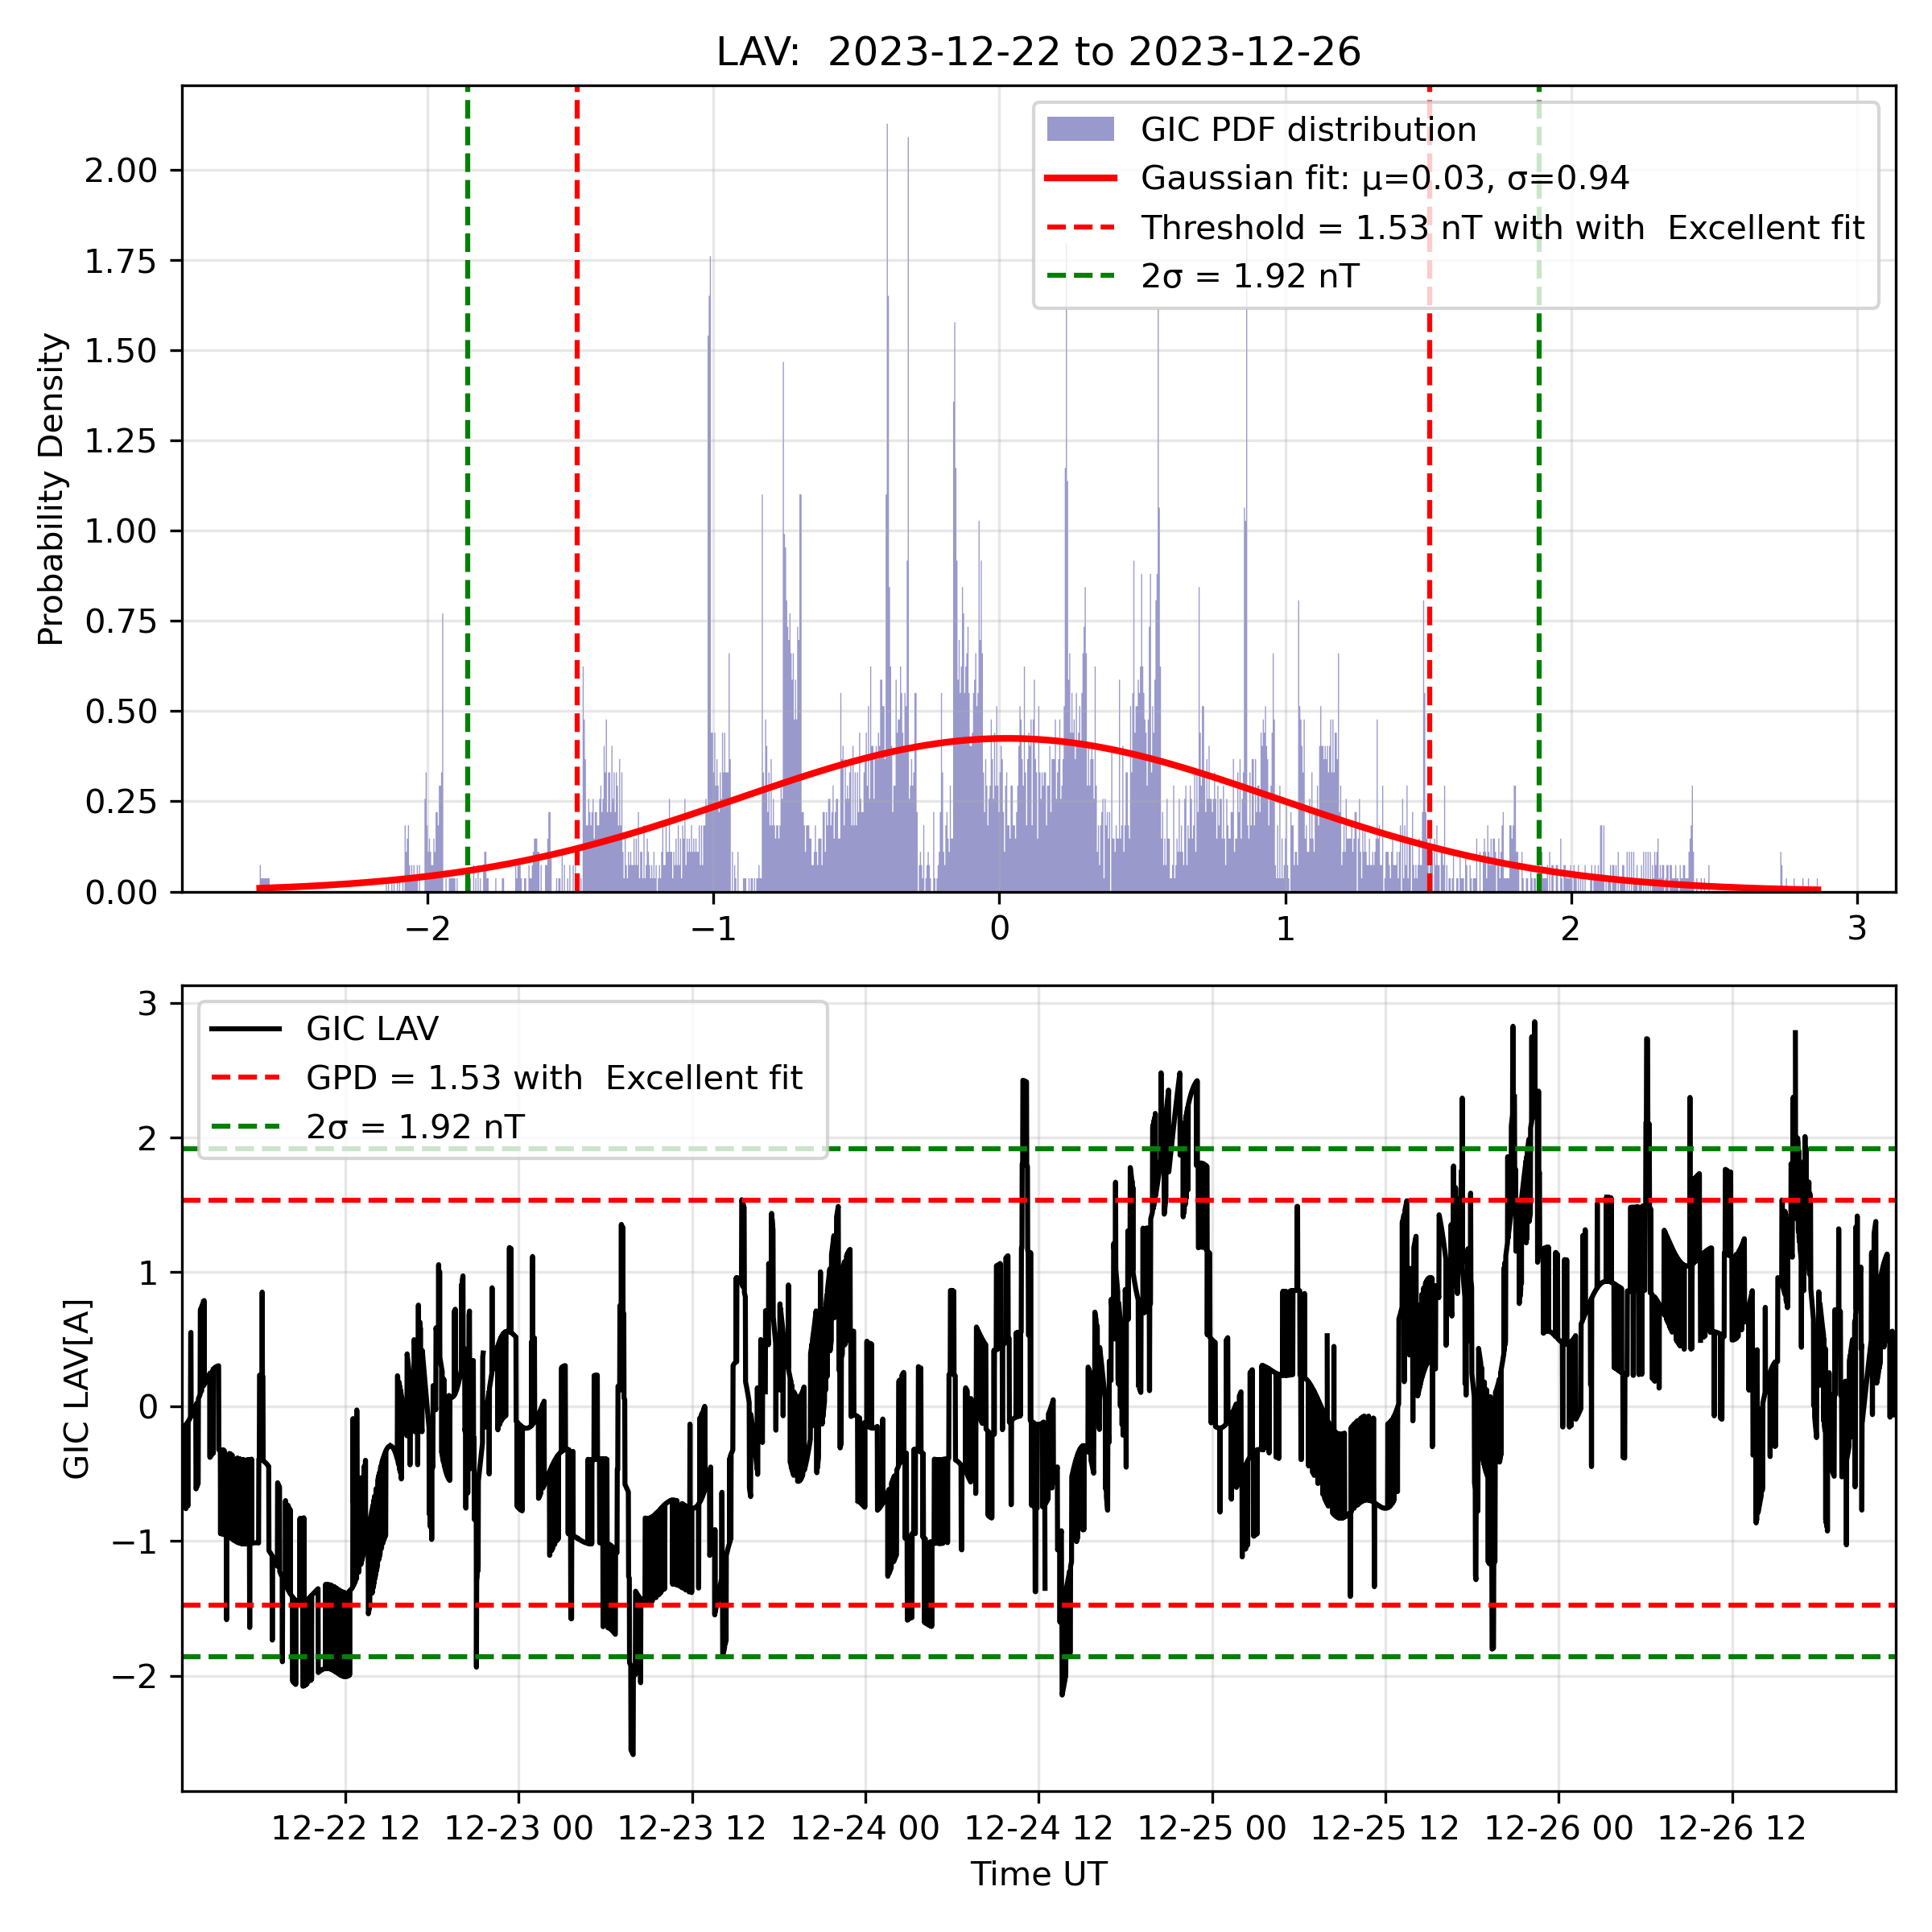 LAV:  2023-12-22 to 2023-12-26
GIC PDF distribution
Gaussian fit: μ=0.03, σ=0.94
Threshold = 1.53 nT with with  Excellent fit
2σ = 1.92 nT
Probability Density
2.00
1.75
1.50
1.25
1.00
0.75
0.50
0.25
0.00
−2 −1 0 1 2 3
GIC LAV
GPD = 1.53 with  Excellent fit
2σ = 1.92 nT
GIC LAV[A]
3
2
1
0
−1
−2
12-22 12 12-23 00 12-23 12 12-24 00 12-24 12 12-25 00 12-25 12 12-26 00 12-26 12
Time UT